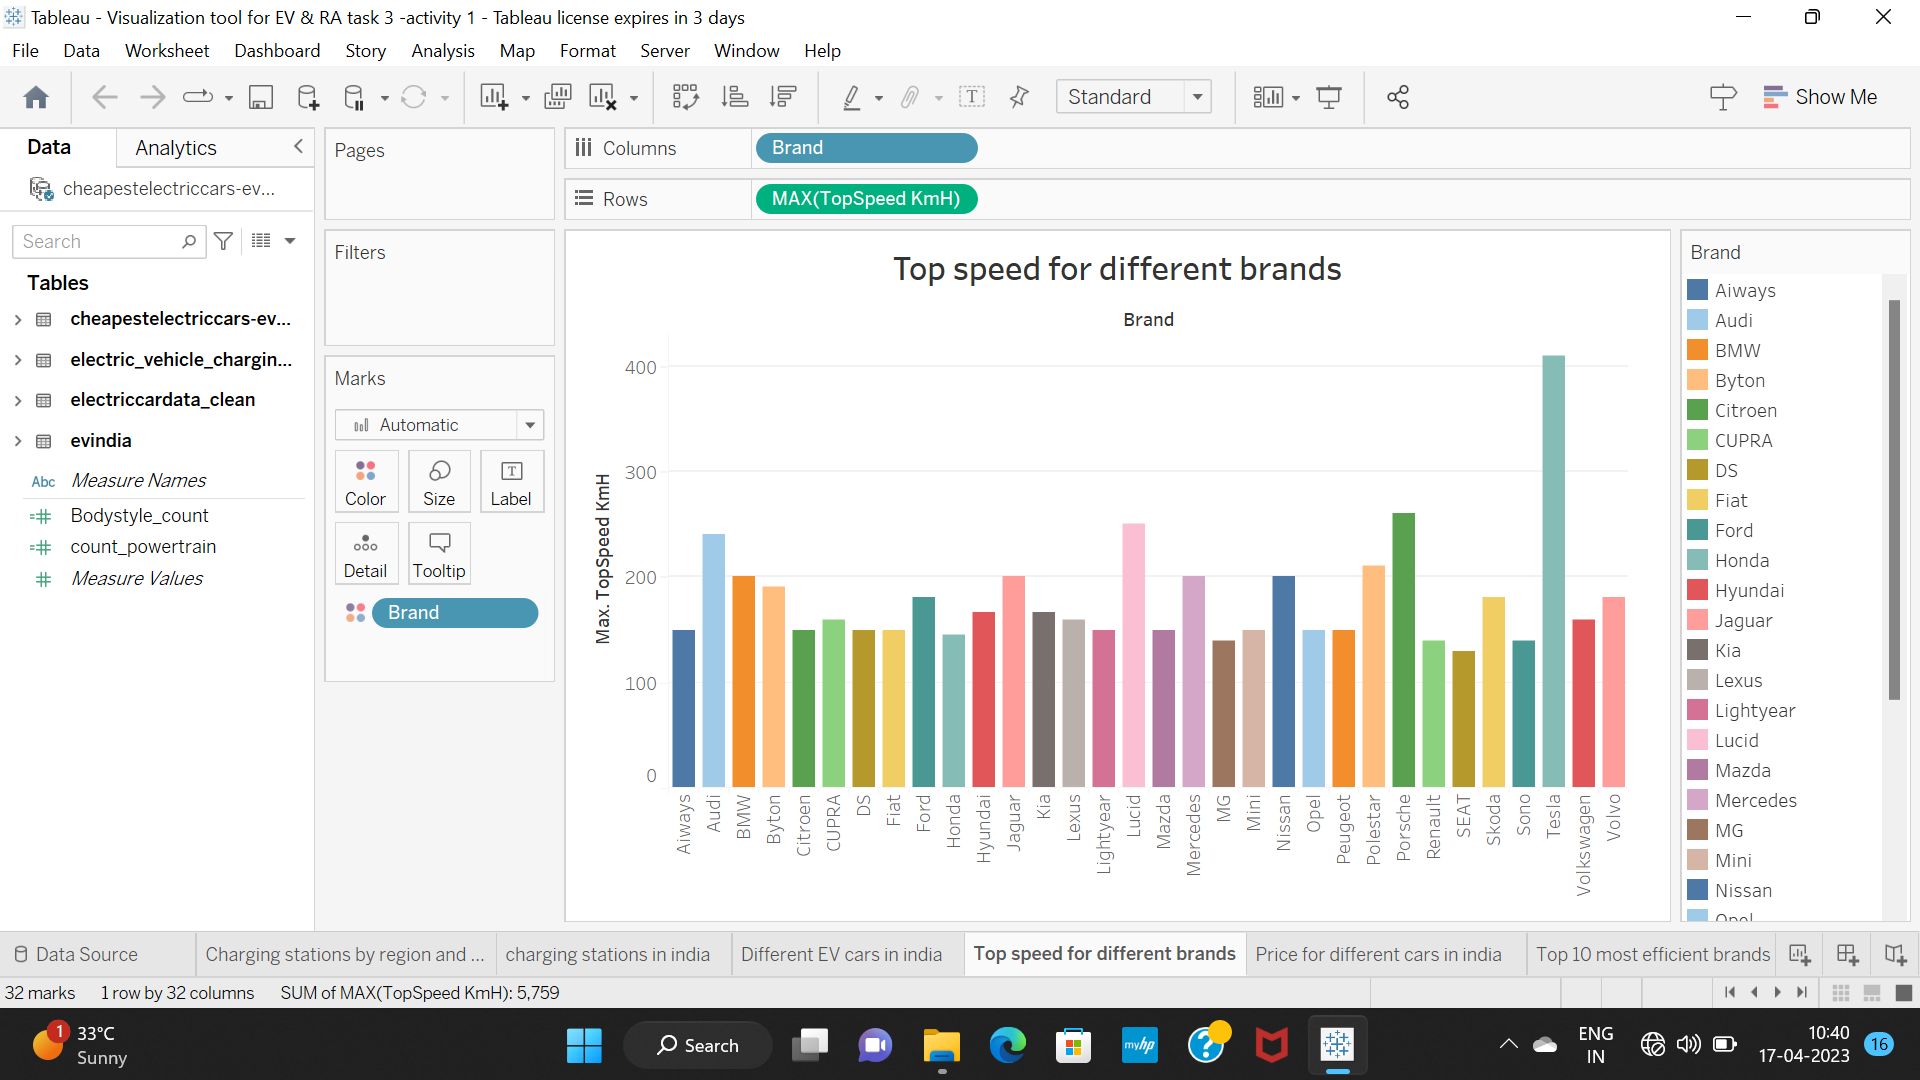 Tableau - Visualization tool for EV & RA task 3 -activity 1 - Tableau license expires in 3 days
File Data Worksheet Dashboard Story Analysis Map Format Server Window Help
Standard
Show Me
Data
Analytics
cheapestelectriccars-ev...
Search
Tables
cheapestelectriccars-ev...
electric_vehicle_chargin...
electriccardata_clean
evindia
Abc Measure Names
Bodystyle_count
count_powertrain
Measure Values
Pages
Filters
Marks
Automatic
Color Size Label
Detail Tooltip
Brand
Columns Brand
Rows MAX(TopSpeed KmH)
Top speed for different brands
Brand
Max. TopSpeed KmH
400
300
200
100
0
Aiways
Audi
BMW
Byton
Citroen
CUPRA
DS
Fiat
Ford
Honda
Hyundai
Jaguar
Kia
Lexus
Lightyear
Lucid
Mazda
Mercedes
MG
Mini
Nissan
Opel
Peugeot
Polestar
Porsche
Renault
SEAT
Skoda
Sono
Tesla
Volkswagen
Volvo
Brand
Aiways
Audi
BMW
Byton
Citroen
CUPRA
DS
Fiat
Ford
Honda
Hyundai
Jaguar
Kia
Lexus
Lightyear
Lucid
Mazda
Mercedes
MG
Mini
Nissan
Opel
Data Source Charging stations by region and ... charging stations in india Different EV cars in india Top speed for different brands Price for different cars in india Top 10 most efficient brands
32 marks 1 row by 32 columns SUM of MAX(TopSpeed KmH): 5,759
1
33°C
Sunny
Search
myhp
ENG
IN
10:40
17-04-2023
16